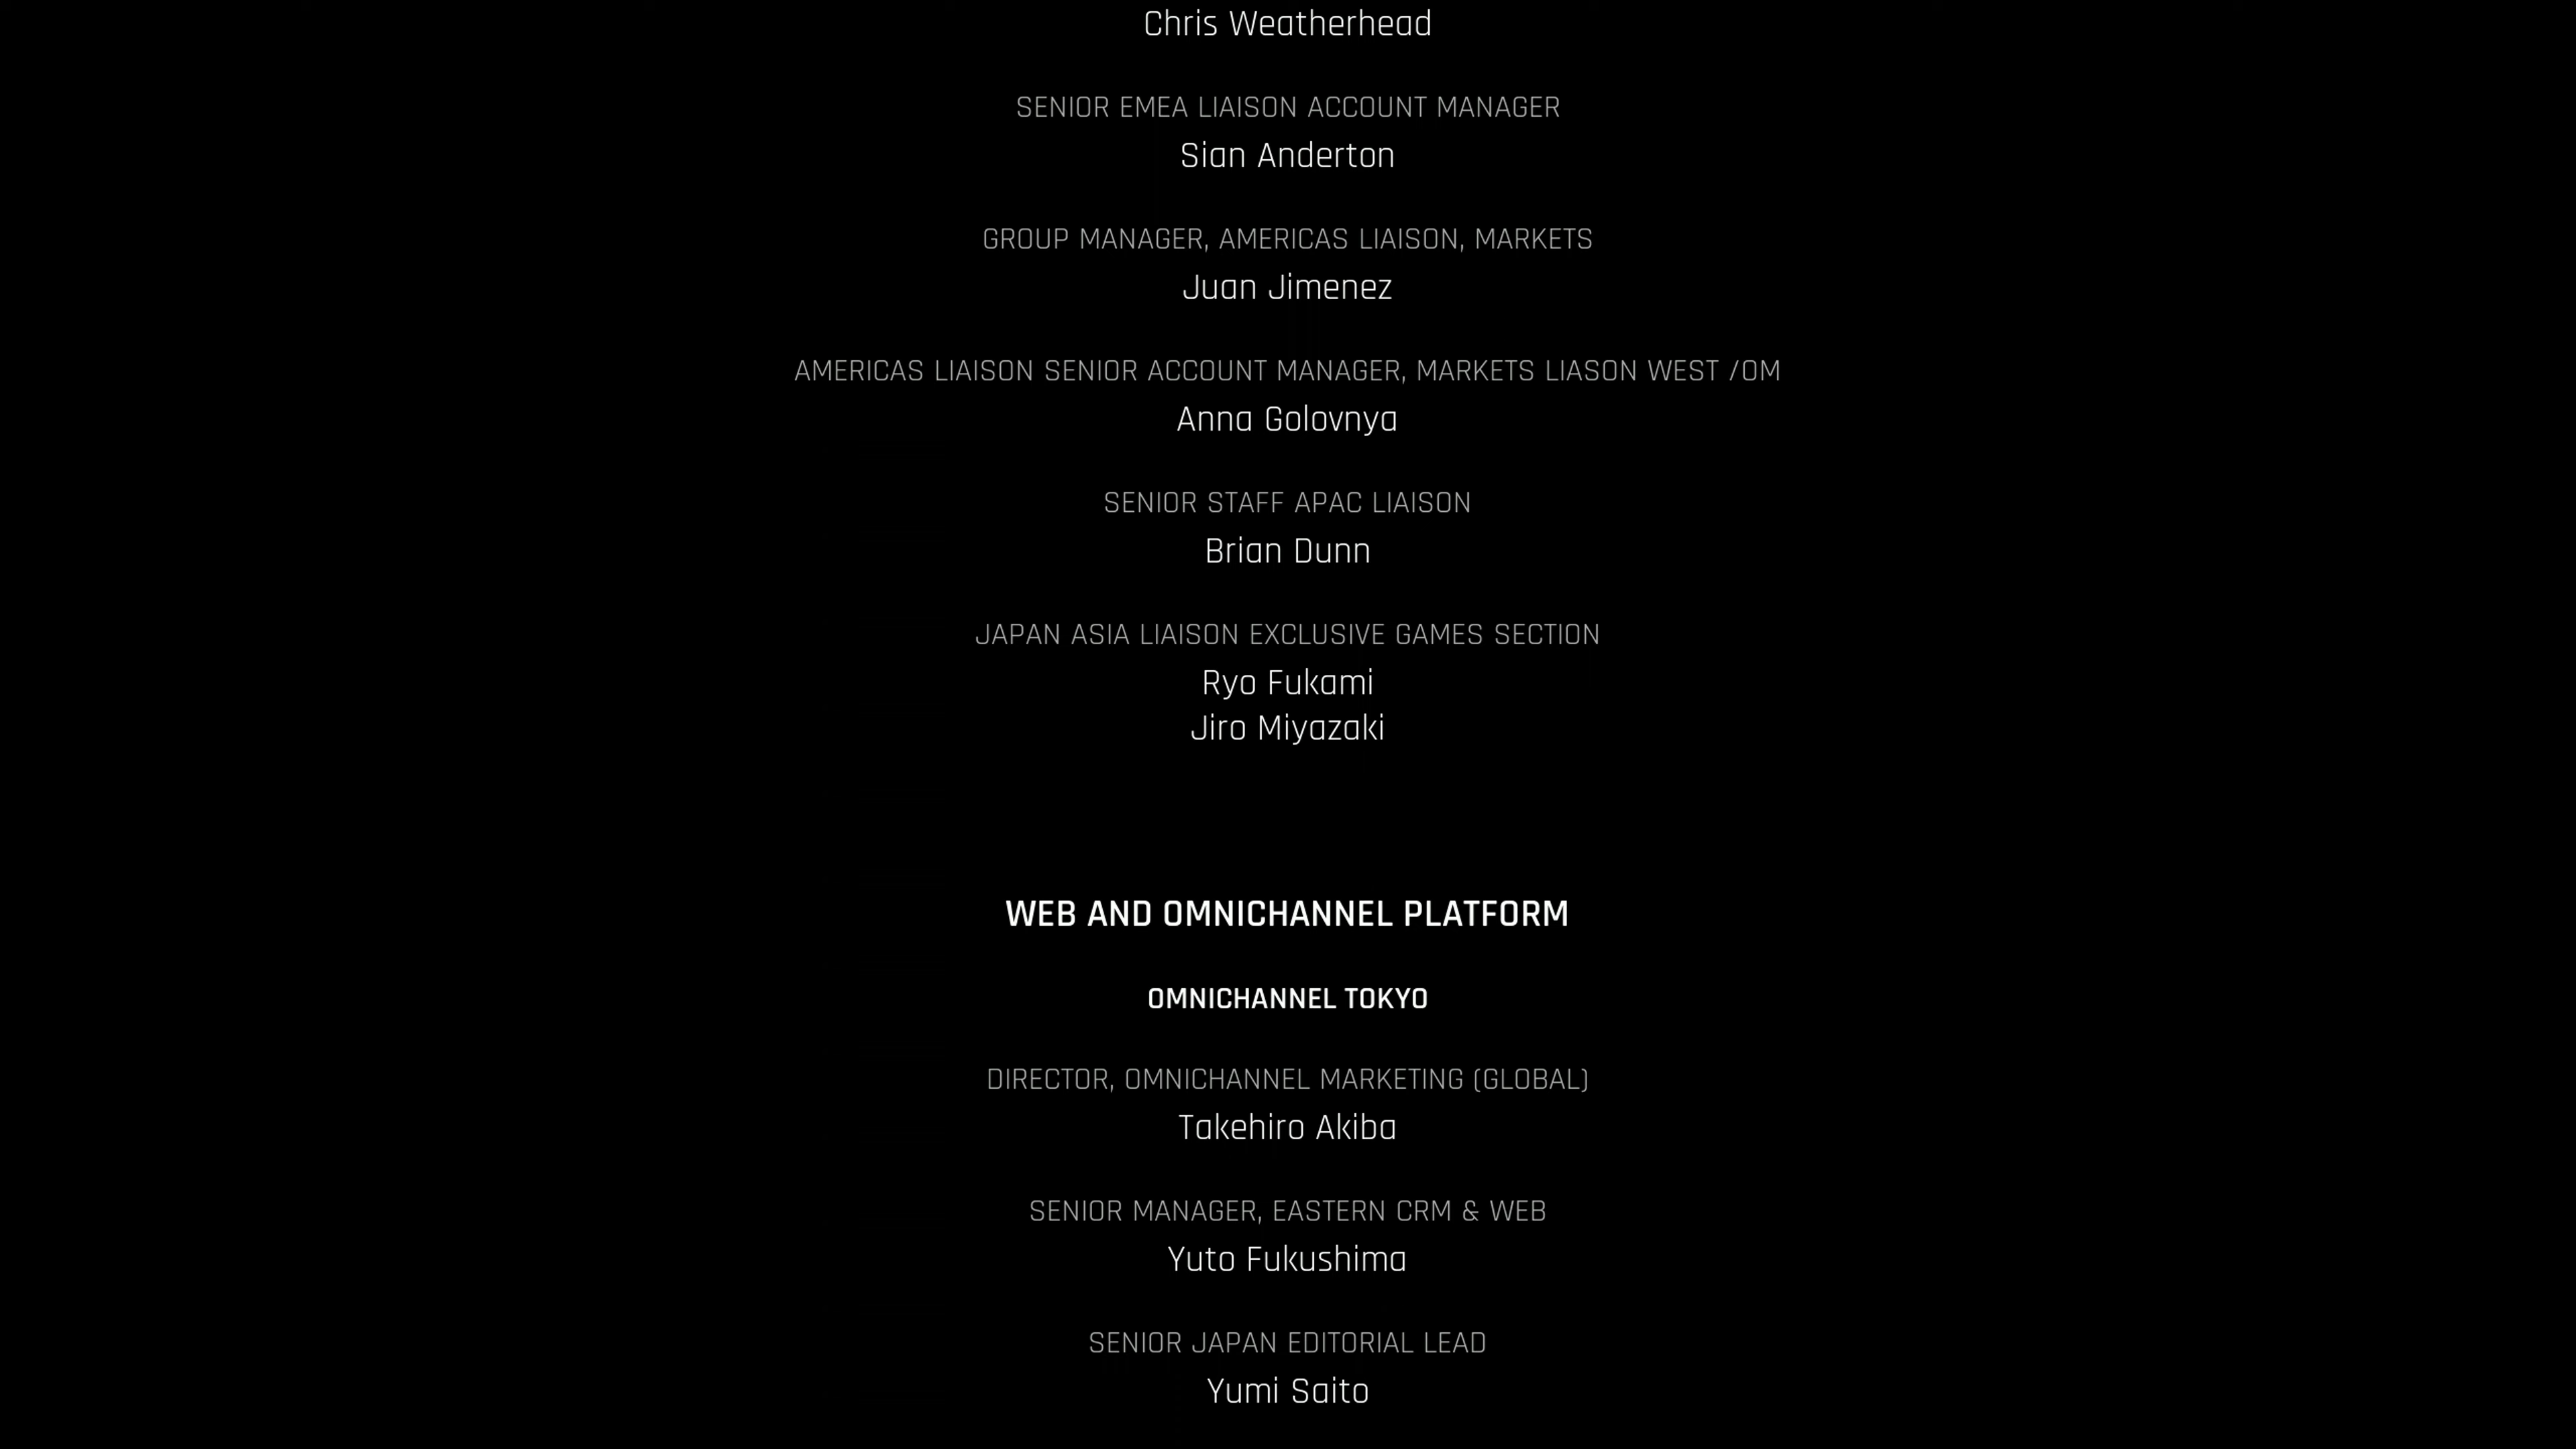 Chris Weatherhead
SENIOR EMEA LIAISON ACCOUNT MANAGER
Sian Anderton
GROUP MANAGER, AMERICAS LIAISON, MARKETS
Juan Jimenez
AMERICAS LIAISON SENIOR ACCOUNT MANAGER, MARKETS LIASON WEST /OM
Anna Golovnya
SENIOR STAFF APAC LIAISON
Brian Dunn
JAPAN ASIA LIAISON EXCLUSIVE GAMES SECTION
Ryo Fukami
Jiro Miyazaki
WEB AND OMNICHANNEL PLATFORM
OMNICHANNEL TOKYO
DIRECTOR, OMNICHANNEL MARKETING (GLOBAL)
Takehiro Akiba
SENIOR MANAGER, EASTERN CRM & WEB
Yuto Fukushima
SENIOR JAPAN EDITORIAL LEAD
Yumi Saito